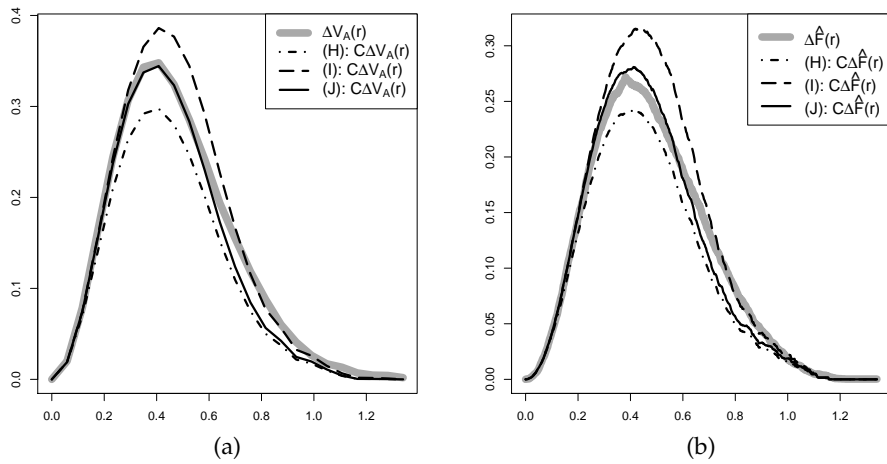 0.4
0.3
0.2
0.1
0.0
0.0 0.2 0.4 0.6 0.8 1.0 1.2
ΔV_A(r)
(H): CΔV_A(r)
(I): CΔV_A(r)
(J): CΔV_A(r)
(a)
0.30
0.25
0.20
0.15
0.10
0.05
0.00
0.0 0.2 0.4 0.6 0.8 1.0 1.2
ΔF̂(r)
(H): CΔF̂(r)
(I): CΔF̂(r)
(J): CΔF̂(r)
(b)